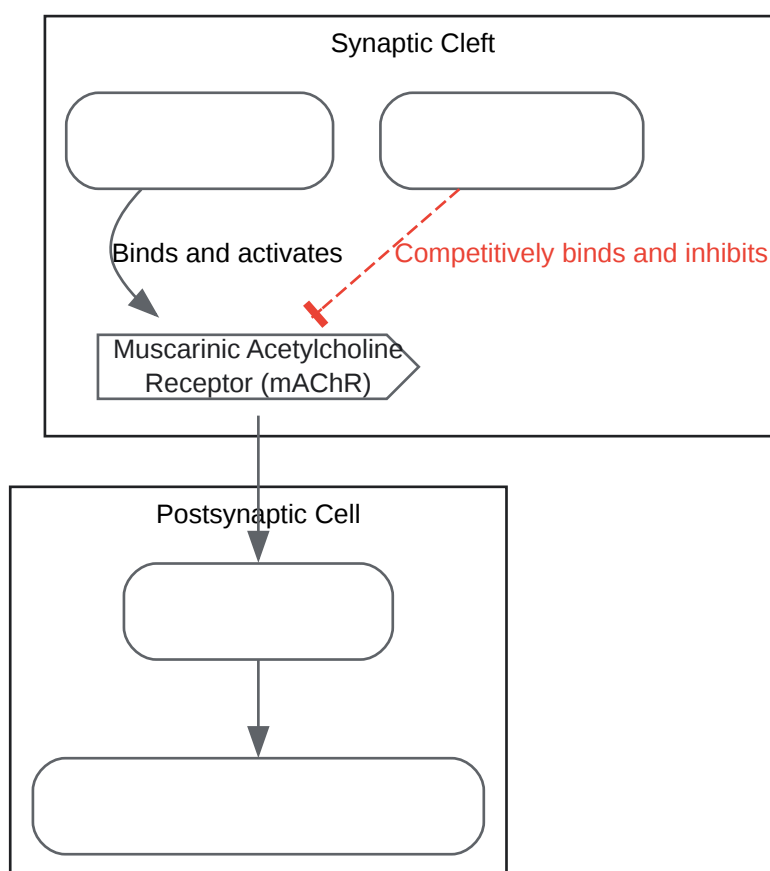 Synaptic Cleft
Binds and activates
Competitively binds and inhibits
Muscarinic Acetylcholine
Receptor (mAChR)
Postsynaptic Cell